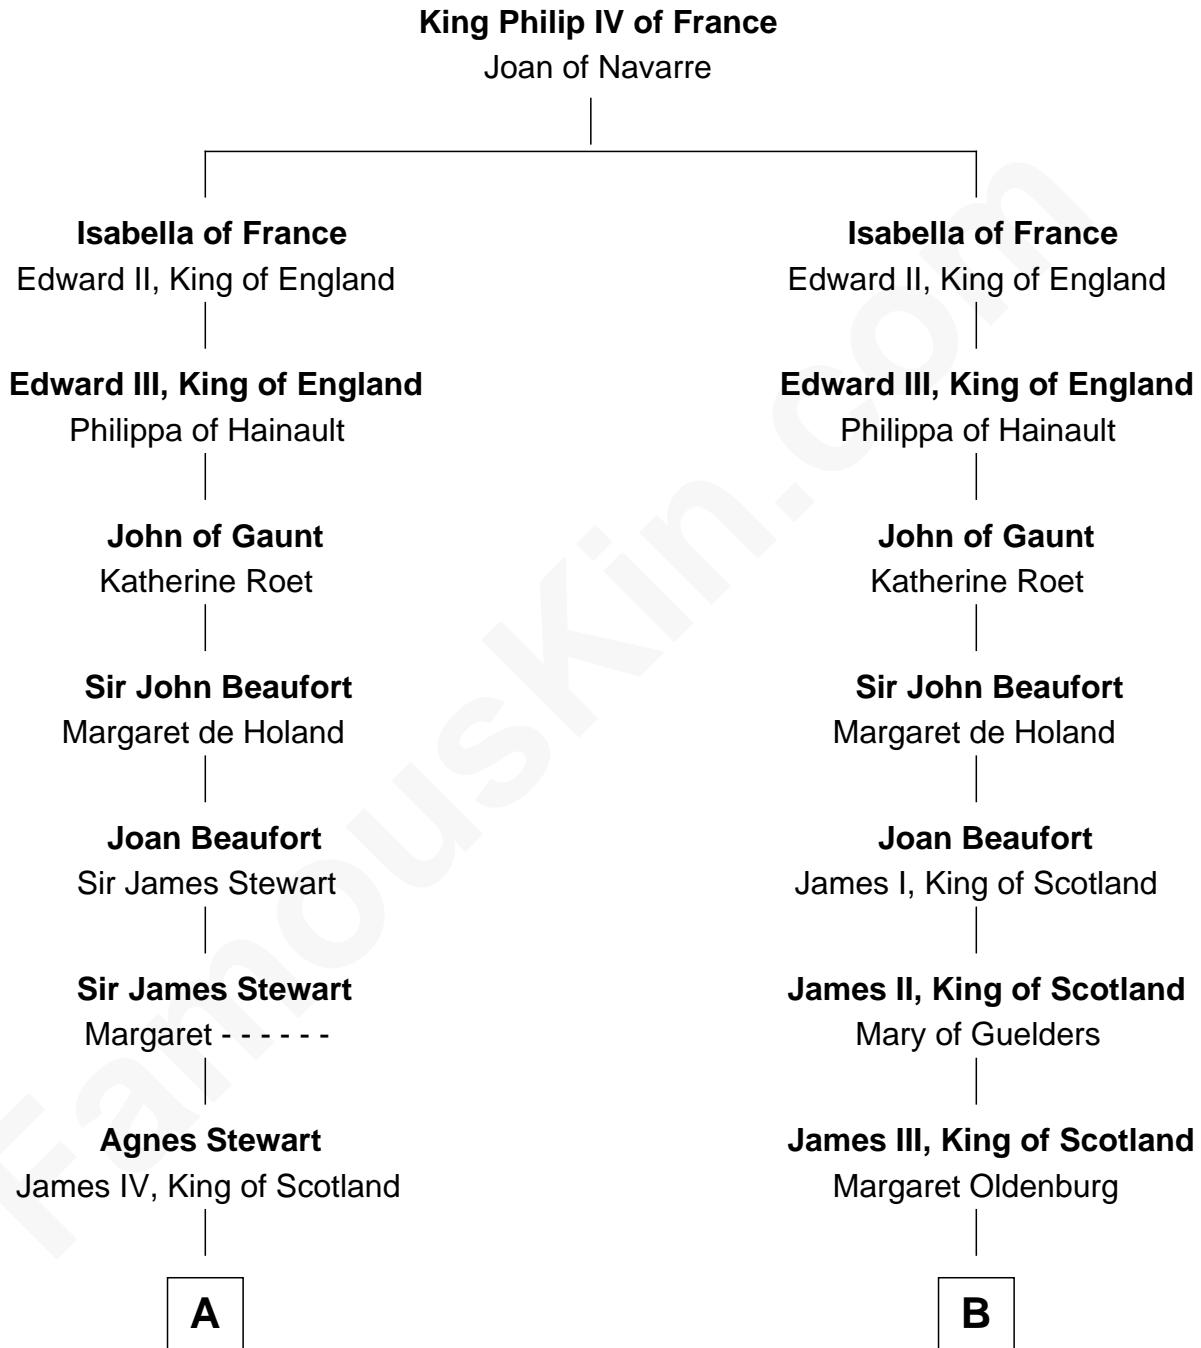 King Philip IV of France
Joan of Navarre
Isabella of France
Edward II, King of England
Edward III, King of England
Philippa of Hainault
John of Gaunt
Katherine Roet
Sir John Beaufort
Margaret de Holand
Joan Beaufort
Sir James Stewart
Sir James Stewart
Margaret - - - - - -
Agnes Stewart
James IV, King of Scotland
A
Isabella of France
Edward II, King of England
Edward III, King of England
Philippa of Hainault
John of Gaunt
Katherine Roet
Sir John Beaufort
Margaret de Holand
Joan Beaufort
James I, King of Scotland
James II, King of Scotland
Mary of Guelders
James III, King of Scotland
Margaret Oldenburg
B
FamousKin.com